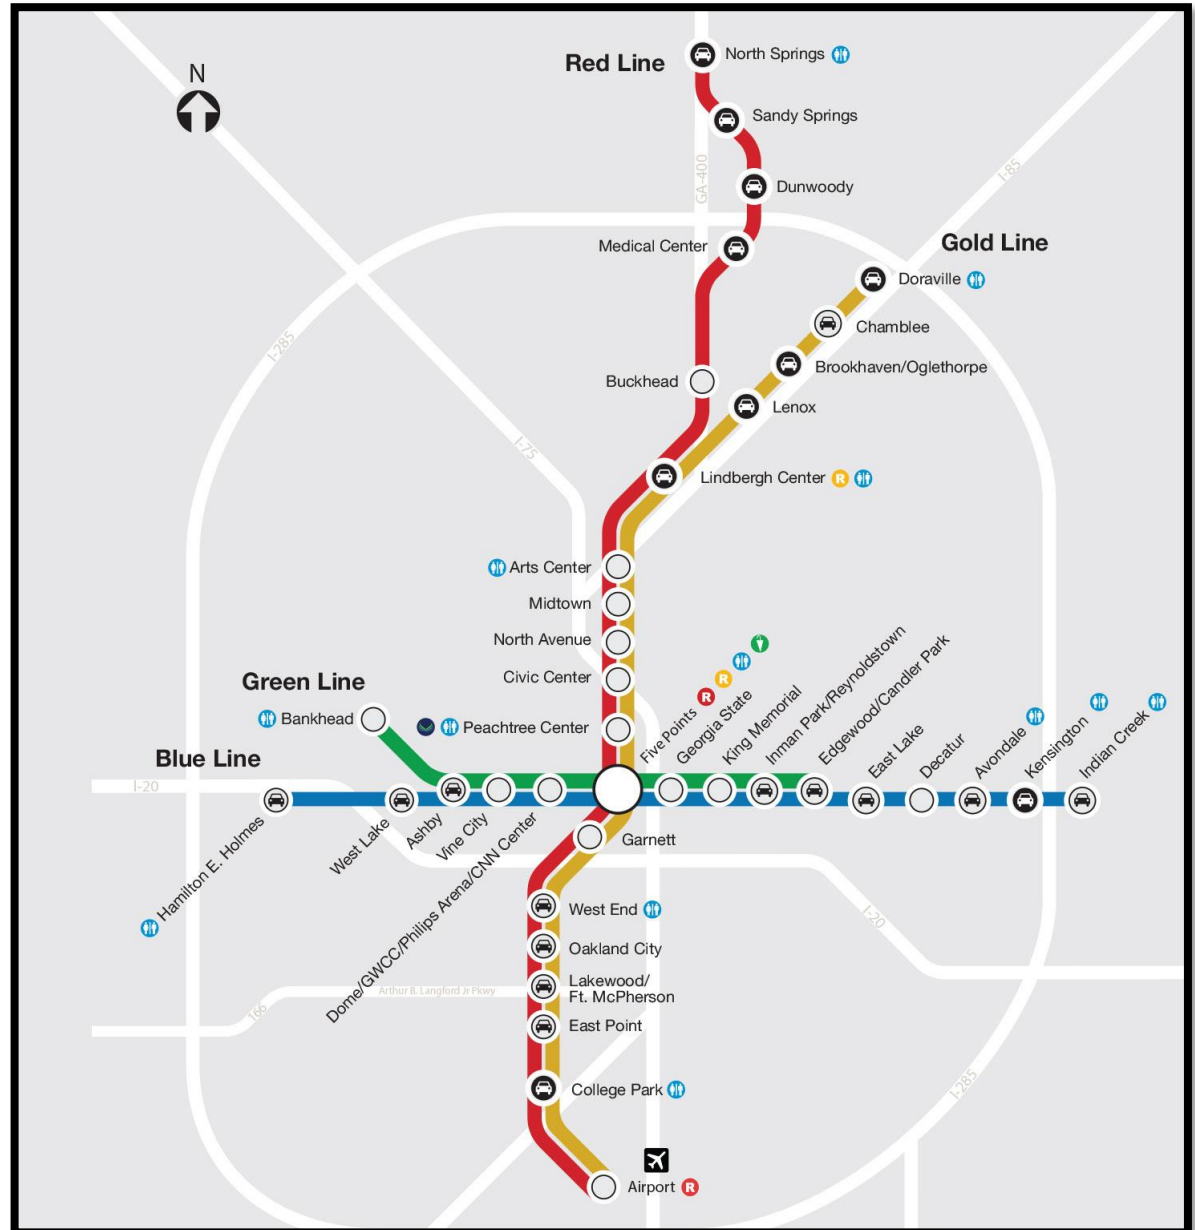 Red Line
North Springs
N
Sandy Springs
GA-400
I-85
Dunwoody
Medical Center
Gold Line
Doraville
Chamblee
I-285
Brookhaven/Oglethorpe
Buckhead
Lenox
I-75
Lindbergh Center R
Arts Center
Midtown
North Avenue
Civic Center
Peachtree Center
Green Line
Bankhead
Blue Line
I-20
Five Points R R
Georgia State
King Memorial
Inman Park/Reynoldstown
Edgewood/Candler Park
East Lake
Decatur
Avondale
Kensington
Indian Creek
Hamilton E. Holmes
West Lake
Ashby
Vine City
Dome/GWCC/Philips Arena/CNN Center
Garnett
West End
I-20
Oakland City
Lakewood/
Ft. McPherson
Arthur B. Langford Jr Pkwy
166
East Point
College Park
I-285
Airport R